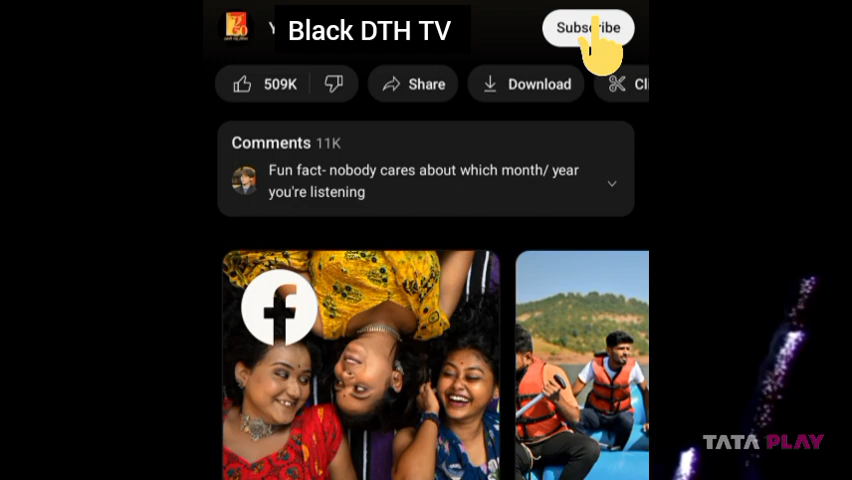 Black DTH TV
Subscribe
509K
Share
Download
Comments 11K
Fun fact- nobody cares about which month/ year
you're listening
f
TATA PLAY